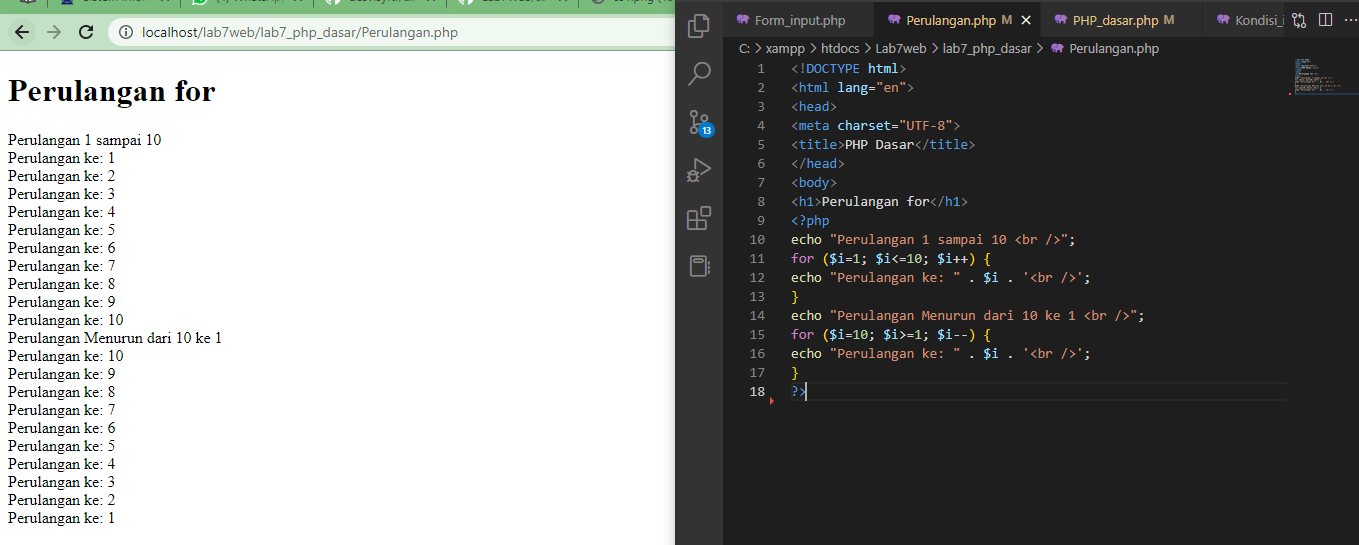 localhost/lab7web/lab7_php_dasar/Perulangan.php
Perulangan for
Perulangan 1 sampai 10
Perulangan ke: 1
Perulangan ke: 2
Perulangan ke: 3
Perulangan ke: 4
Perulangan ke: 5
Perulangan ke: 6
Perulangan ke: 7
Perulangan ke: 8
Perulangan ke: 9
Perulangan ke: 10
Perulangan Menurun dari 10 ke 1
Perulangan ke: 10
Perulangan ke: 9
Perulangan ke: 8
Perulangan ke: 7
Perulangan ke: 6
Perulangan ke: 5
Perulangan ke: 4
Perulangan ke: 3
Perulangan ke: 2
Perulangan ke: 1
13
Form_input.php Perulangan.php M PHP_dasar.php M
C: > xampp > htdocs > Lab7web > lab7_php_dasar > Perulangan.php
1 <!DOCTYPE html>
2 <html lang="en">
3 <head>
4 <meta charset="UTF-8">
5 <title>PHP Dasar</title>
6 </head>
7 <body>
8 <h1>Perulangan for</h1>
9 <?php
10 echo "Perulangan 1 sampai 10 <br />";
11 for ($i=1; $i<=10; $i++) {
12 echo "Perulangan ke: " . $i . '<br />';
13 }
14 echo "Perulangan Menurun dari 10 ke 1 <br />";
15 for ($i=10; $i>=1; $i--) {
16 echo "Perulangan ke: " . $i . '<br />';
17 }
18 ?>